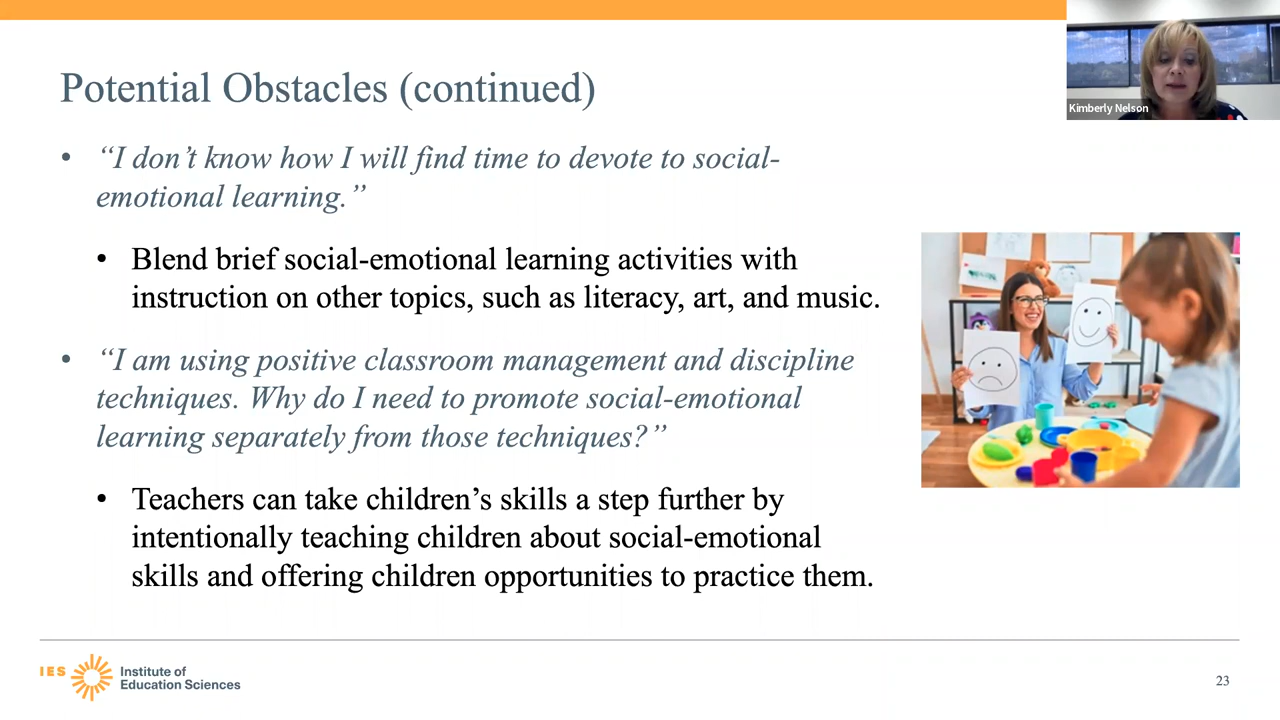 Potential Obstacles (continued)
Kimberly Nelson
• “I don’t know how I will find time to devote to social-
emotional learning.”
• Blend brief social-emotional learning activities with
instruction on other topics, such as literacy, art, and music.
• “I am using positive classroom management and discipline
techniques. Why do I need to promote social-emotional
learning separately from those techniques?”
• Teachers can take children’s skills a step further by
intentionally teaching children about social-emotional
skills and offering children opportunities to practice them.
IES
Institute of
Education Sciences
23